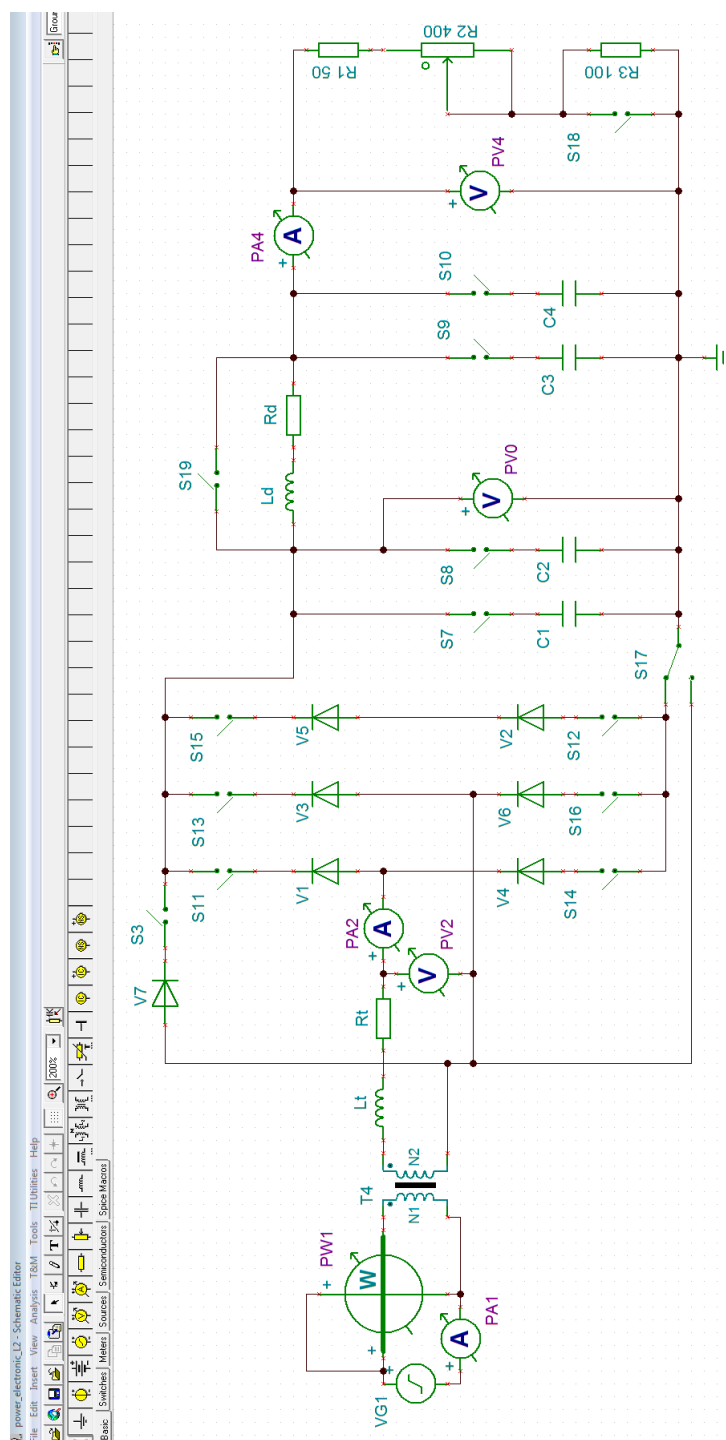 power_electronic_L2 - Schematic Editor
File Edit Insert View Analysis T&M Tools TI Utilities Help
200%
Basic Switches Meters Sources Semiconductors Spice Macros
V7
S3
S11
S13
S15
S19
PA4
R1 50
R2 400
V1
V3
V5
Ld
Rd
VG1
PW1
W
T4
N1
N2
Lt
Rt
PA2
A
PV2
V
S7
S8
PV0
V
S9
S10
PV4
V
A
S18
R3 100
PA1
A
V4
V6
V2
S14
S16
S12
S17
C1
C2
C3
C4
+
+
+
+
+
+
+
+
+